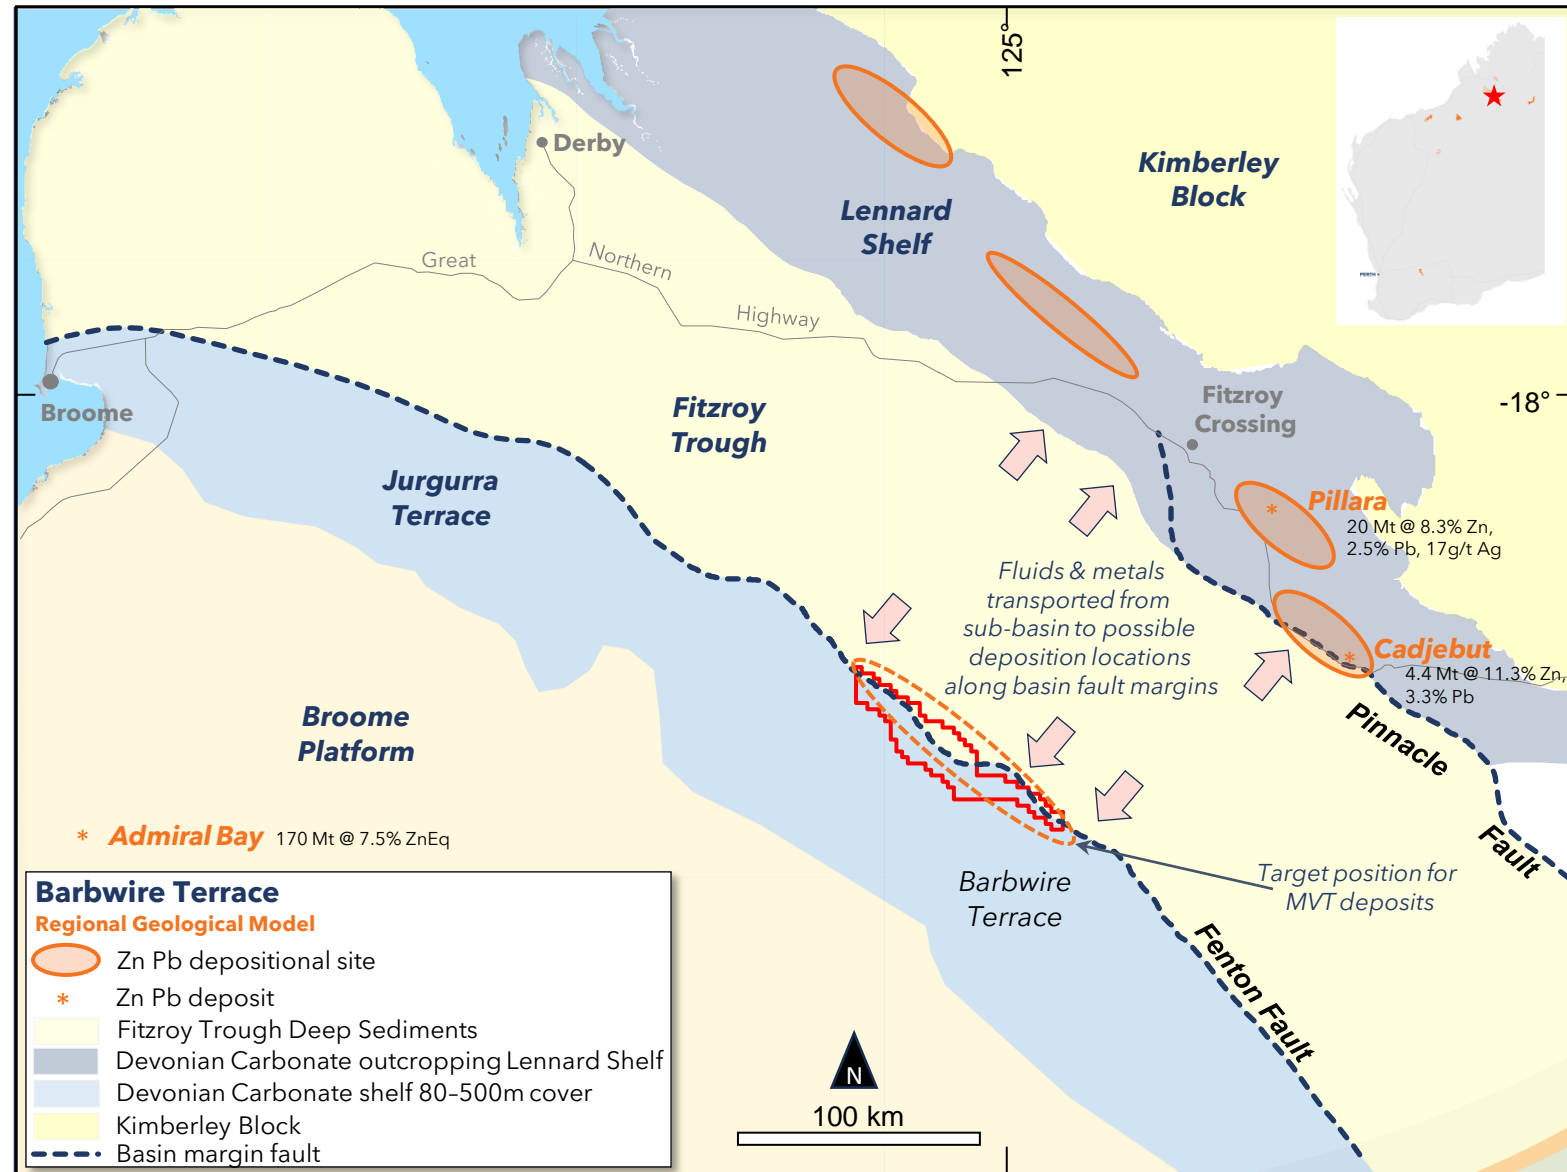 125°
Derby
Kimberley
Block
Lennard
Shelf
PERTH
Great
Northern
Highway
-18°
Broome
Fitzroy
Trough
Fitzroy
Crossing
Jurgurra
Terrace
Pillara
20 Mt @ 8.3% Zn,
2.5% Pb, 17g/t Ag
Fluids & metals
transported from
sub-basin to possible
deposition locations
along basin fault margins
Cadjebut
4.4 Mt @ 11.3% Zn,
3.3% Pb
Broome
Platform
Pinnacle
Fault
* Admiral Bay 170 Mt @ 7.5% ZnEq
Barbwire
Terrace
Target position for
MVT deposits
Fenton Fault
Barbwire Terrace
Regional Geological Model
Zn Pb depositional site
* Zn Pb deposit
Fitzroy Trough Deep Sediments
Devonian Carbonate outcropping Lennard Shelf
Devonian Carbonate shelf 80–500m cover
Kimberley Block
Basin margin fault
N
100 km